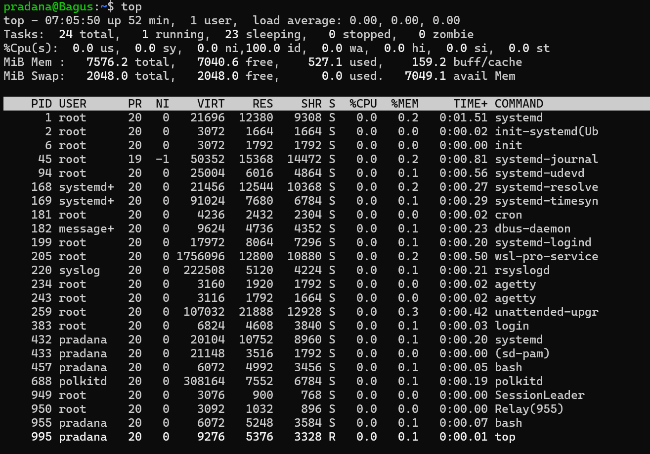 pradana@Bagus:~$ top
top - 07:05:50 up 52 min,  1 user,  load average: 0.00, 0.00, 0.00
Tasks:  24 total,   1 running,  23 sleeping,   0 stopped,   0 zombie
%Cpu(s):  0.0 us,  0.0 sy,  0.0 ni,100.0 id,  0.0 wa,  0.0 hi,  0.0 si,  0.0 st
MiB Mem :   7576.2 total,   7040.6 free,    527.1 used,    159.2 buff/cache
MiB Swap:   2048.0 total,   2048.0 free,      0.0 used.   7049.1 avail Mem
PID USER      PR  NI    VIRT    RES    SHR S  %CPU  %MEM     TIME+ COMMAND
1 root      20   0   21696  12380   9308 S   0.0   0.2   0:01.51 systemd
2 root      20   0    3072   1664   1664 S   0.0   0.0   0:00.02 init-systemd(Ub
6 root      20   0    3072   1792   1792 S   0.0   0.0   0:00.00 init
45 root      19  -1   50352  15368  14472 S   0.0   0.2   0:00.81 systemd-journal
94 root      20   0   25004   6016   4864 S   0.0   0.1   0:00.56 systemd-udevd
168 systemd+  20   0   21456  12544  10368 S   0.0   0.2   0:00.27 systemd-resolve
169 systemd+  20   0   91024   7680   6784 S   0.0   0.1   0:00.29 systemd-timesyn
181 root      20   0    4236   2432   2304 S   0.0   0.0   0:00.02 cron
182 message+  20   0    9624   4736   4352 S   0.0   0.1   0:00.23 dbus-daemon
199 root      20   0   17972   8064   7296 S   0.0   0.1   0:00.20 systemd-logind
205 root      20   0 1756096  12800  10880 S   0.0   0.2   0:00.50 wsl-pro-service
220 syslog    20   0  222508   5120   4224 S   0.0   0.1   0:00.21 rsyslogd
234 root      20   0    3160   1920   1792 S   0.0   0.0   0:00.02 agetty
243 root      20   0    3116   1792   1664 S   0.0   0.0   0:00.02 agetty
259 root      20   0  107032  21888  12928 S   0.0   0.3   0:00.42 unattended-upgr
383 root      20   0    6824   4608   3840 S   0.0   0.1   0:00.03 login
432 pradana   20   0   20104  10752   8960 S   0.0   0.1   0:00.20 systemd
433 pradana   20   0   21148   3516   1792 S   0.0   0.0   0:00.00 (sd-pam)
457 pradana   20   0    6072   4992   3456 S   0.0   0.1   0:00.05 bash
688 polkitd   20   0  308164   7552   6784 S   0.0   0.1   0:00.19 polkitd
949 root      20   0    3076    900    768 S   0.0   0.0   0:00.00 SessionLeader
950 root      20   0    3092   1032    896 S   0.0   0.0   0:00.00 Relay(955)
955 pradana   20   0    6072   5248   3584 S   0.0   0.1   0:00.07 bash
995 pradana   20   0    9276   5376   3328 R   0.0   0.1   0:00.01 top